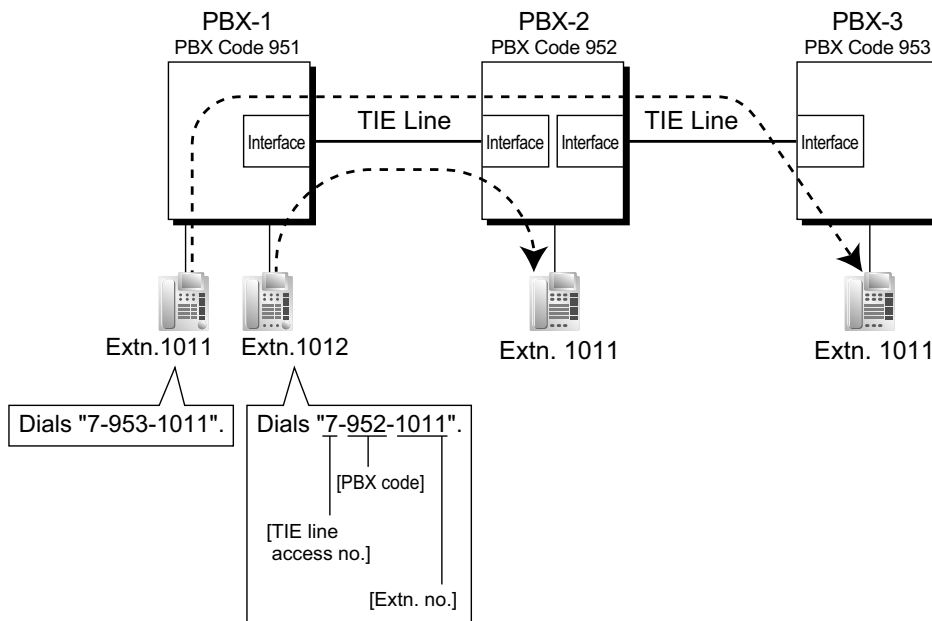 PBX-1
PBX Code 951
PBX-2
PBX Code 952
PBX-3
PBX Code 953
Interface
TIE Line
Interface
Interface
TIE Line
Interface
Extn.1011
Extn.1012
Extn. 1011
Extn. 1011
Dials "7-953-1011".
Dials "7-952-1011".
[PBX code]
[TIE line
access no.]
[Extn. no.]